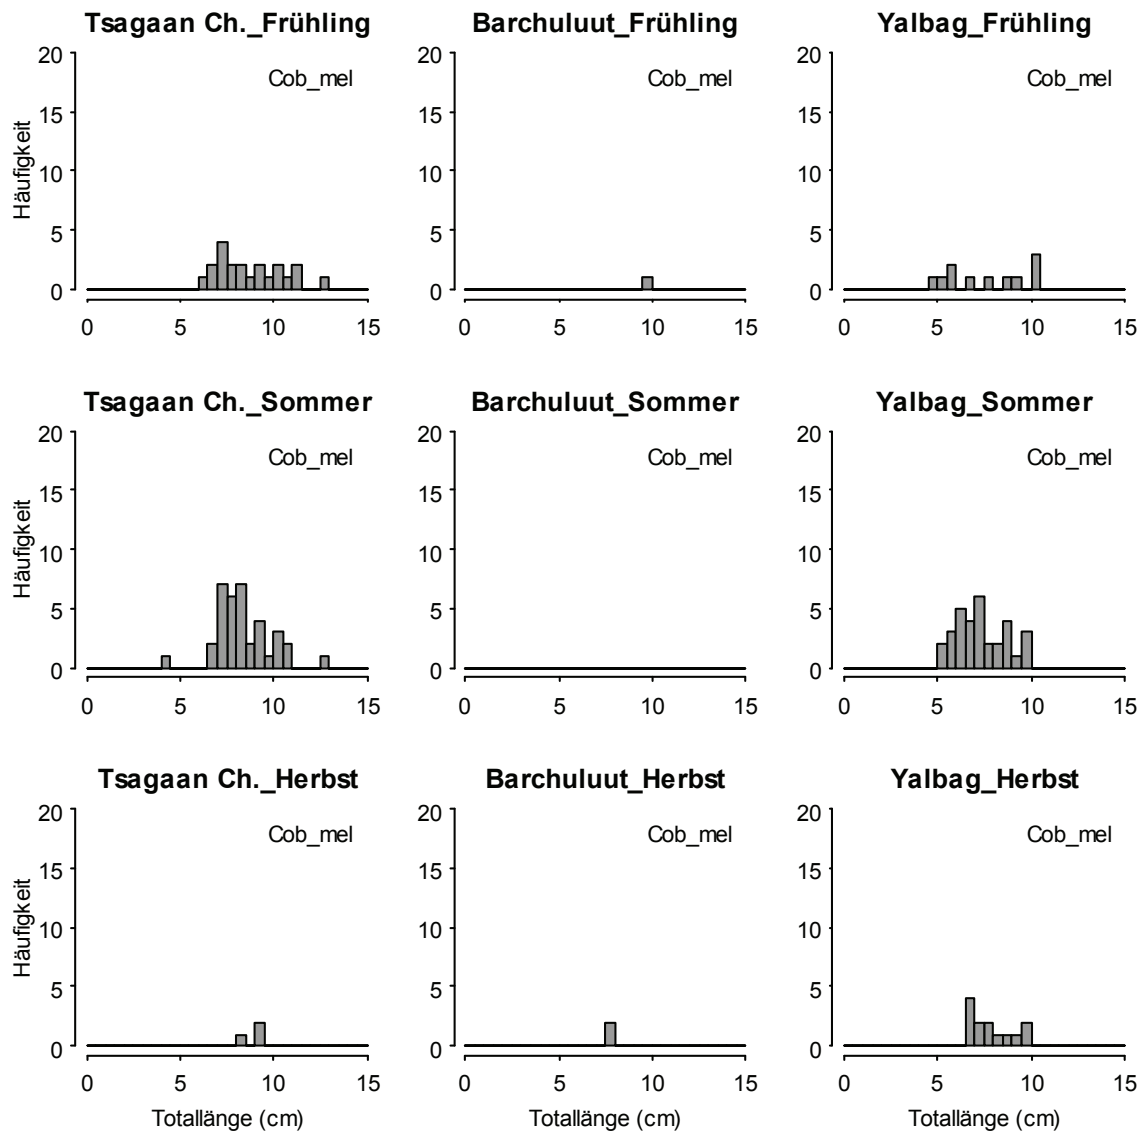 Tsagaan Ch._Frühling Barchuluut_Frühling Yalbag_Frühling
Cob_mel Cob_mel Cob_mel
Häufigkeit
20 20 20
15 15 15
10 10 10
5 5 5
0 0 0
0 5 10 15 0 5 10 15 0 5 10 15
Tsagaan Ch._Sommer Barchuluut_Sommer Yalbag_Sommer
Cob_mel Cob_mel Cob_mel
Häufigkeit
20 20 20
15 15 15
10 10 10
5 5 5
0 0 0
0 5 10 15 0 5 10 15 0 5 10 15
Tsagaan Ch._Herbst Barchuluut_Herbst Yalbag_Herbst
Cob_mel Cob_mel Cob_mel
Häufigkeit
20 20 20
15 15 15
10 10 10
5 5 5
0 0 0
0 5 10 15 0 5 10 15 0 5 10 15
Totallänge (cm) Totallänge (cm) Totallänge (cm)